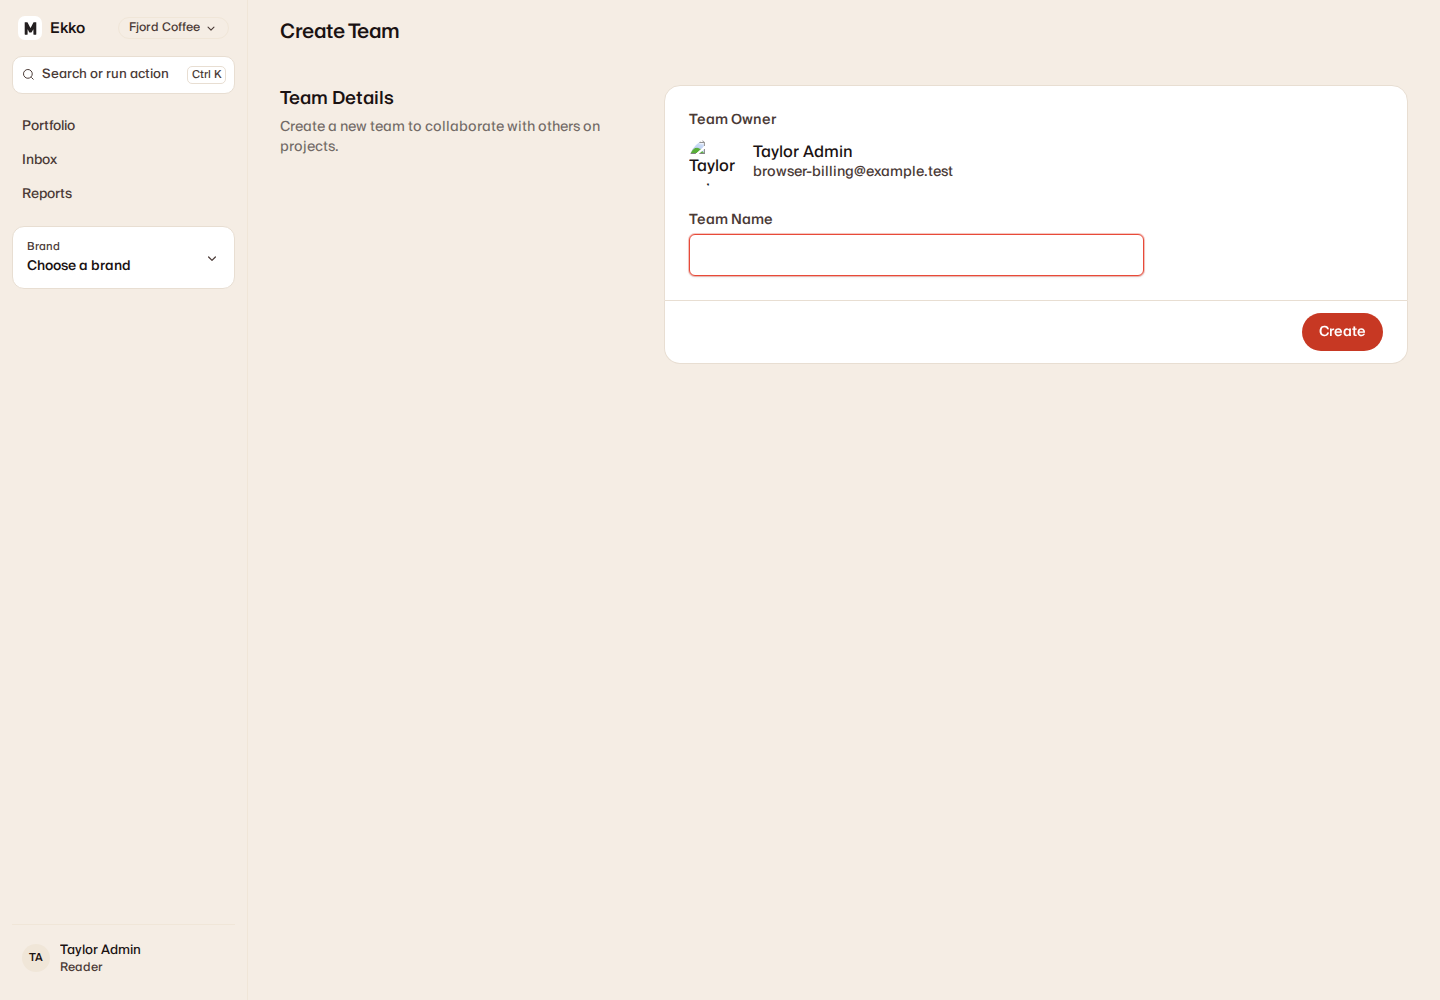 M Ekko
Fjord Coffee
Search or run action
Ctrl K
Portfolio
Inbox
Reports
Brand
Choose a brand
TA
Taylor Admin
Reader
Create Team
Team Details
Create a new team to collaborate with others on
projects.
Team Owner
Taylor
Taylor Admin
browser-billing@example.test
Team Name
Create